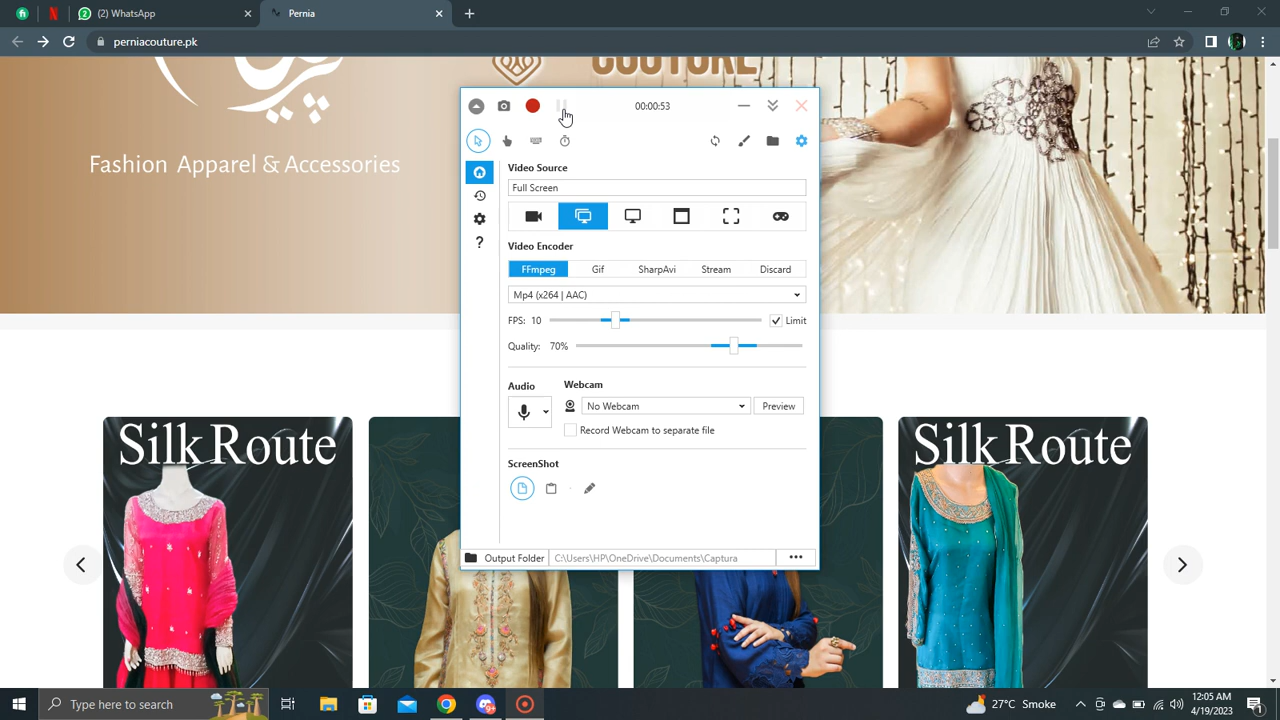 (2) WhatsApp
Pernia
perniacouture.pk
COUTURE
Fashion Apparel & Accessories
00:00:53
Video Source
Full Screen
Video Encoder
FFmpeg Gif SharpAvi Stream Discard
Mp4 (x264 | AAC)
FPS: 10
Limit
Quality: 70%
Audio
Webcam
No Webcam
Preview
Record Webcam to separate file
ScreenShot
Output Folder C:\Users\HP\OneDrive\Documents\Captura
Silk Route
Silk Route
Type here to search
27°C Smoke
12:05 AM
4/19/2023
1